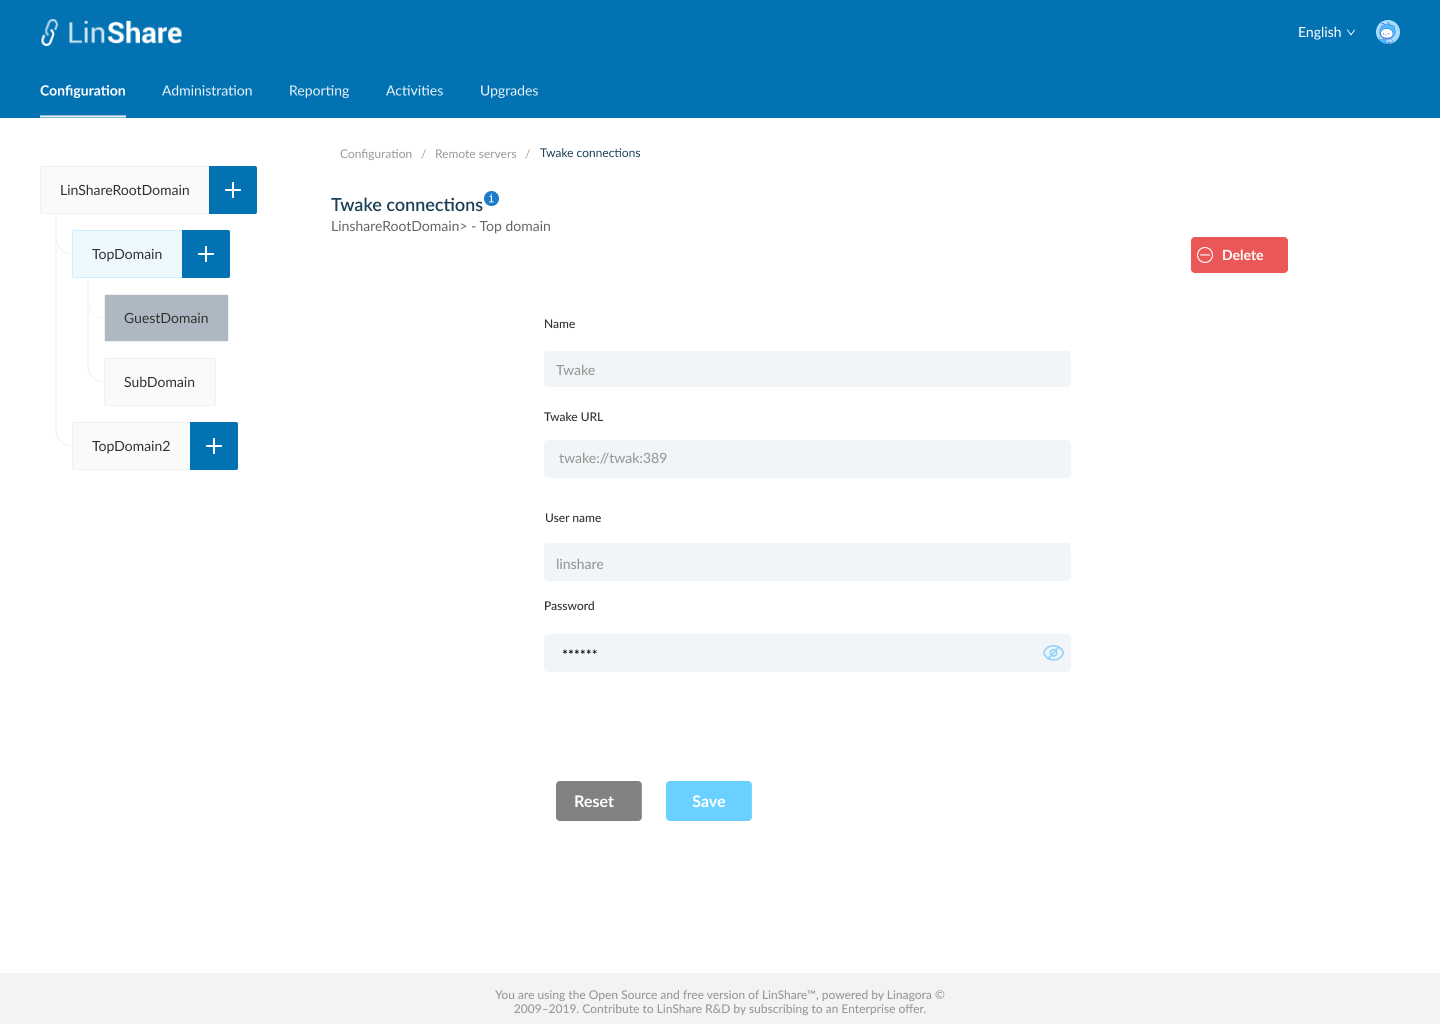 LinShare
English
Configuration Administration Reporting Activities Upgrades
Configuration / Remote servers / Twake connections
LinShareRootDomain
TopDomain
GuestDomain
SubDomain
TopDomain2
Twake connections i
LinshareRootDomain> - Top domain
Delete
Name
Twake
Twake URL
twake://twak:389
User name
linshare
Password
******
Reset Save
You are using the Open Source and free version of LinShare™, powered by Linagora ©
2009–2019. Contribute to LinShare R&D by subscribing to an Enterprise offer.